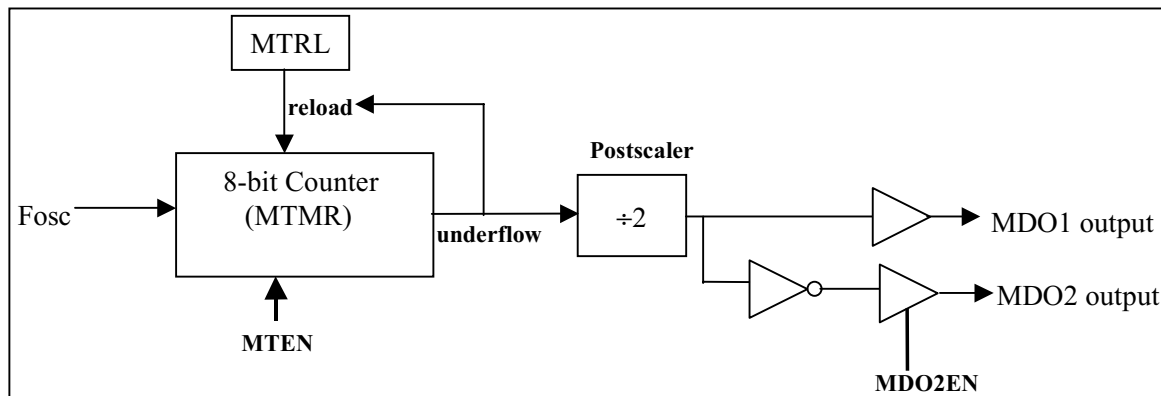 MTRL
reload
Postscaler
8-bit Counter
(MTMR)
Fosc
underflow
÷2
MDO1 output
MDO2 output
MTEN
MDO2EN